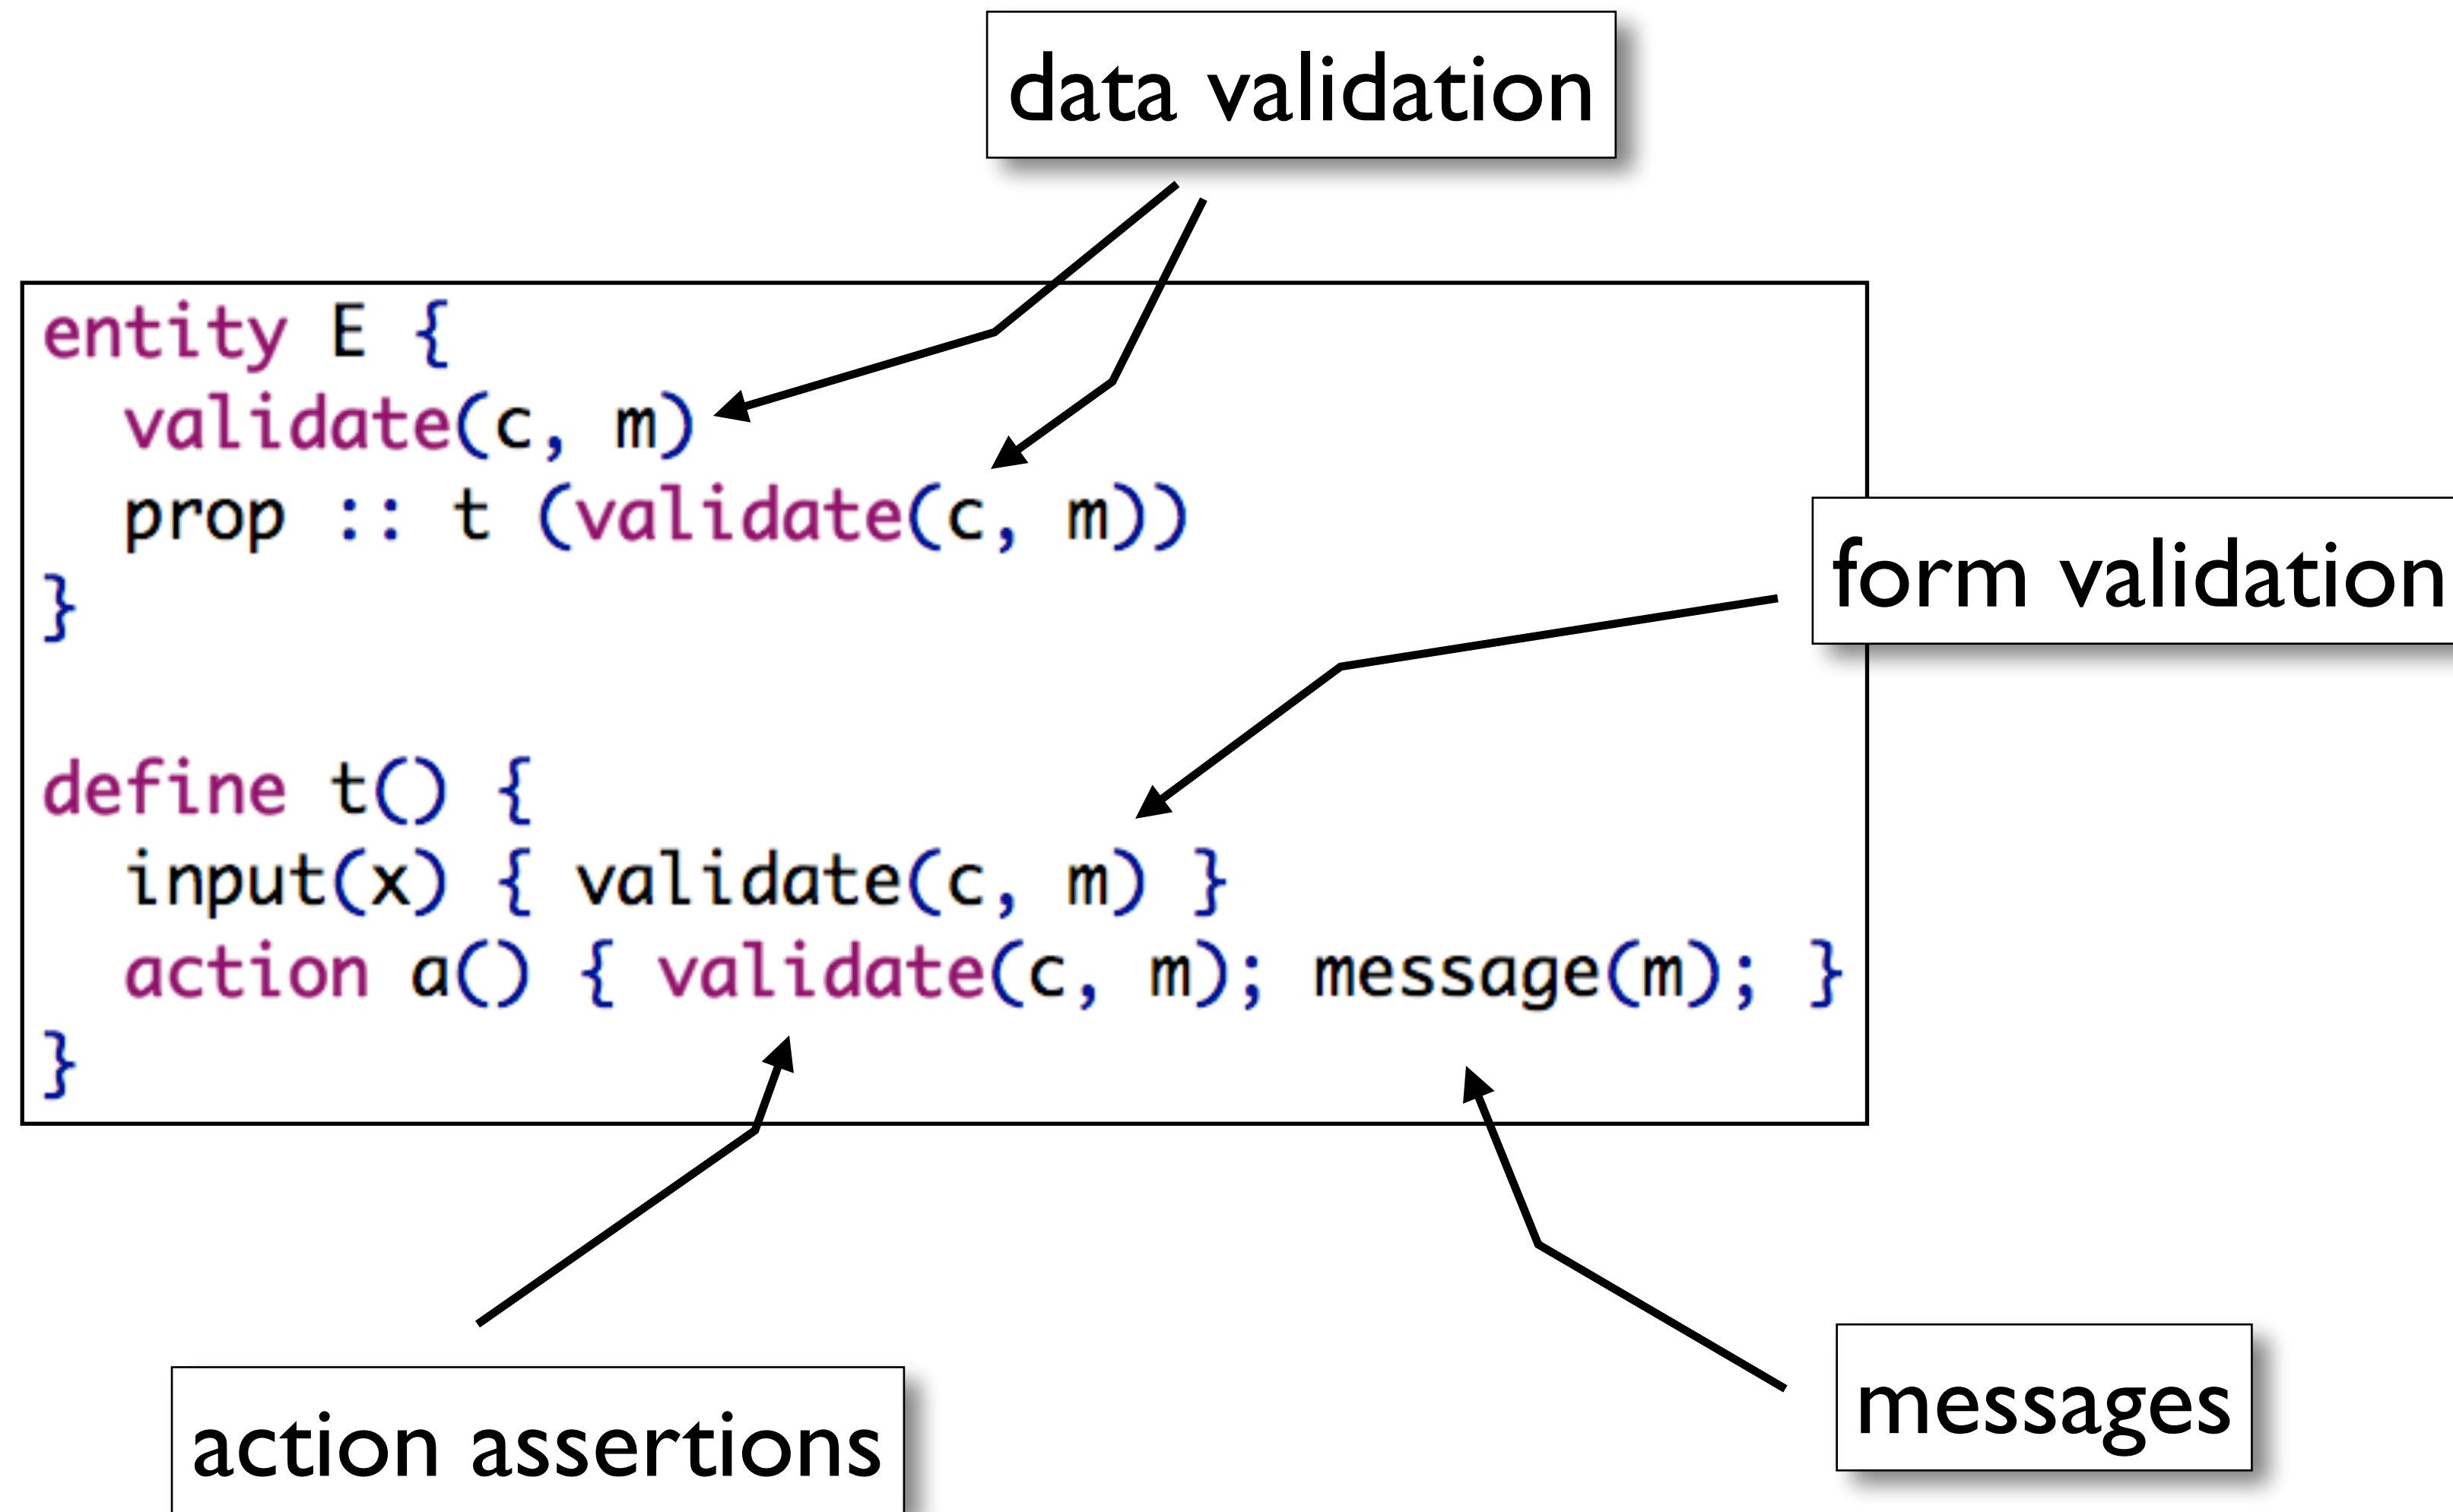 data validation
entity E {
  validate(c, m)
  prop :: t (validate(c, m))
}
form validation
define t() {
  input(x) { validate(c, m) }
  action a() { validate(c, m); message(m); }
}
action assertions
messages